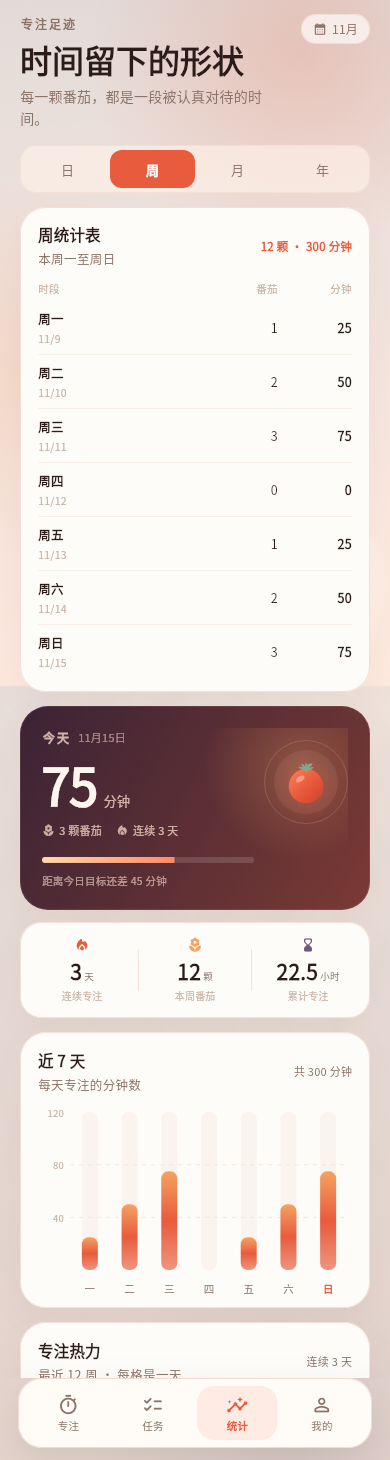 专注足迹
11月
时间留下的形状
每一颗番茄，都是一段被认真对待的时
间。
日 周 月 年
周统计表
12 颗 · 300 分钟
本周一至周日
时段 番茄 分钟
周一
11/9
1 25
周二
11/10
2 50
周三
11/11
3 75
周四
11/12
0 0
周五
11/13
1 25
周六
11/14
2 50
周日
11/15
3 75
今天 11月15日
75 分钟
3 颗番茄 连续 3 天
距离今日目标还差 45 分钟
3 天 12 颗 22.5 小时
连续专注 本周番茄 累计专注
近 7 天
共 300 分钟
每天专注的分钟数
120
80
40
一 二 三 四 五 六 日
专注热力
连续 3 天
最近 12 周 · 每格是一天
专注 任务 统计 我的